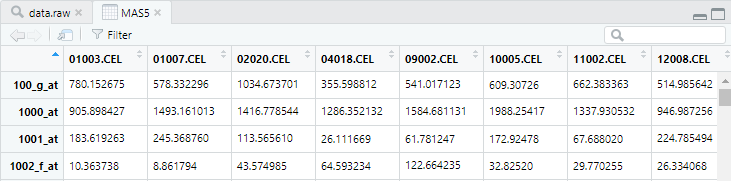 data.raw MAS5
Filter
01003.CEL 01007.CEL 02020.CEL 04018.CEL 09002.CEL 10005.CEL 11002.CEL 12008.CEL
100_g_at 780.152675 578.332296 1034.673701 355.598812 541.017123 609.30726 662.383363 514.985642
1000_at 905.898427 1493.161013 1416.778544 1286.352132 1584.681131 1988.25417 1337.930532 946.987256
1001_at 183.619263 245.368760 113.565610 26.111669 61.781247 172.92478 67.688020 224.785494
1002_f_at 10.363738 8.861794 43.574985 64.593234 122.664235 32.82520 29.770255 26.334068